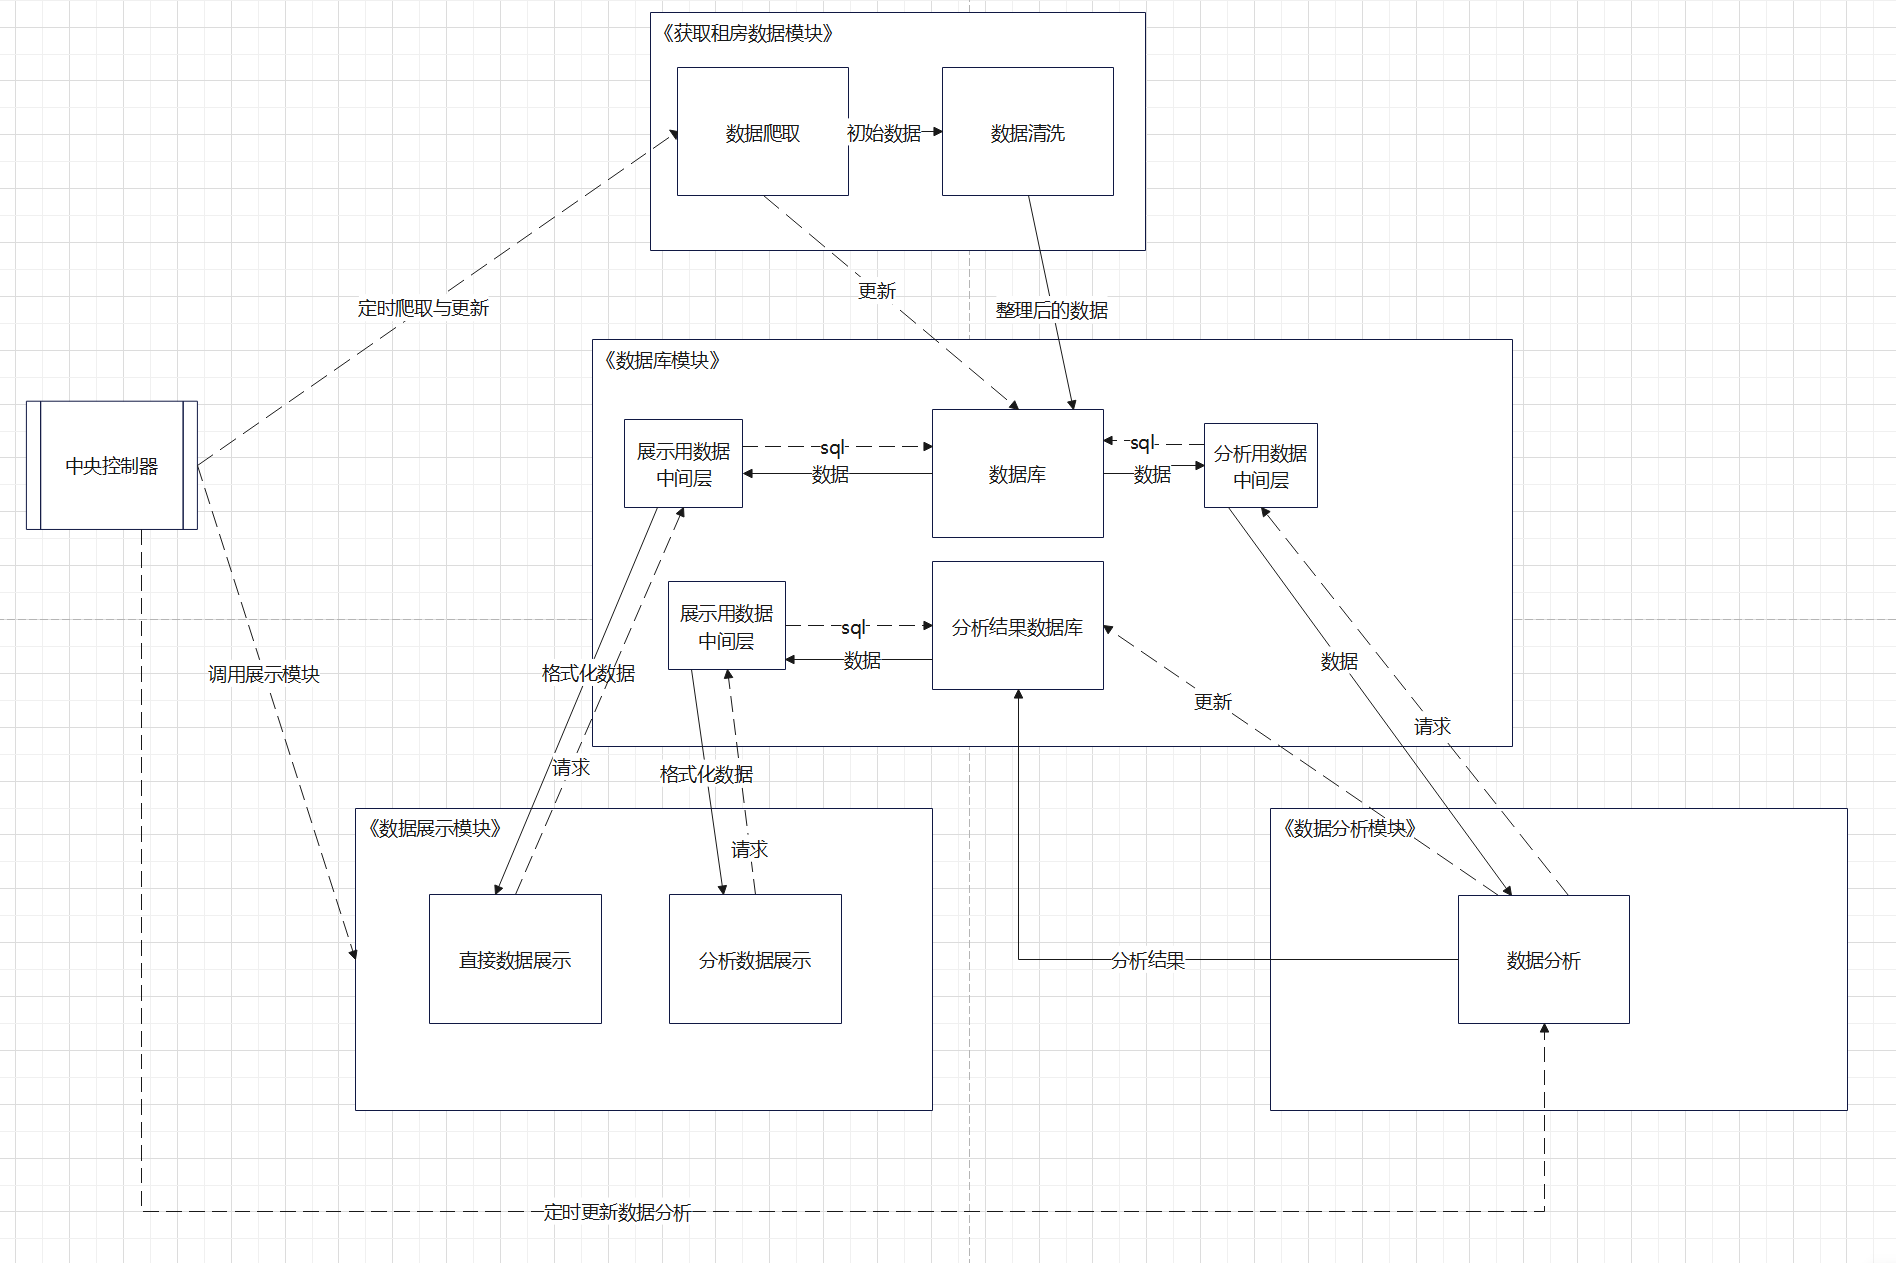 《获取租房数据模块》
数据爬取
初始数据
数据清洗
更新
定时爬取与更新
整理后的数据
《数据库模块》
中央控制器
展示用数据
中间层
sql
数据
数据库
sql
数据
分析用数据
中间层
展示用数据
中间层
sql
数据
分析结果数据库
调用展示模块
格式化数据
请求
格式化数据
请求
更新
数据
请求
《数据展示模块》
《数据分析模块》
直接数据展示
分析数据展示
分析结果
数据分析
定时更新数据分析